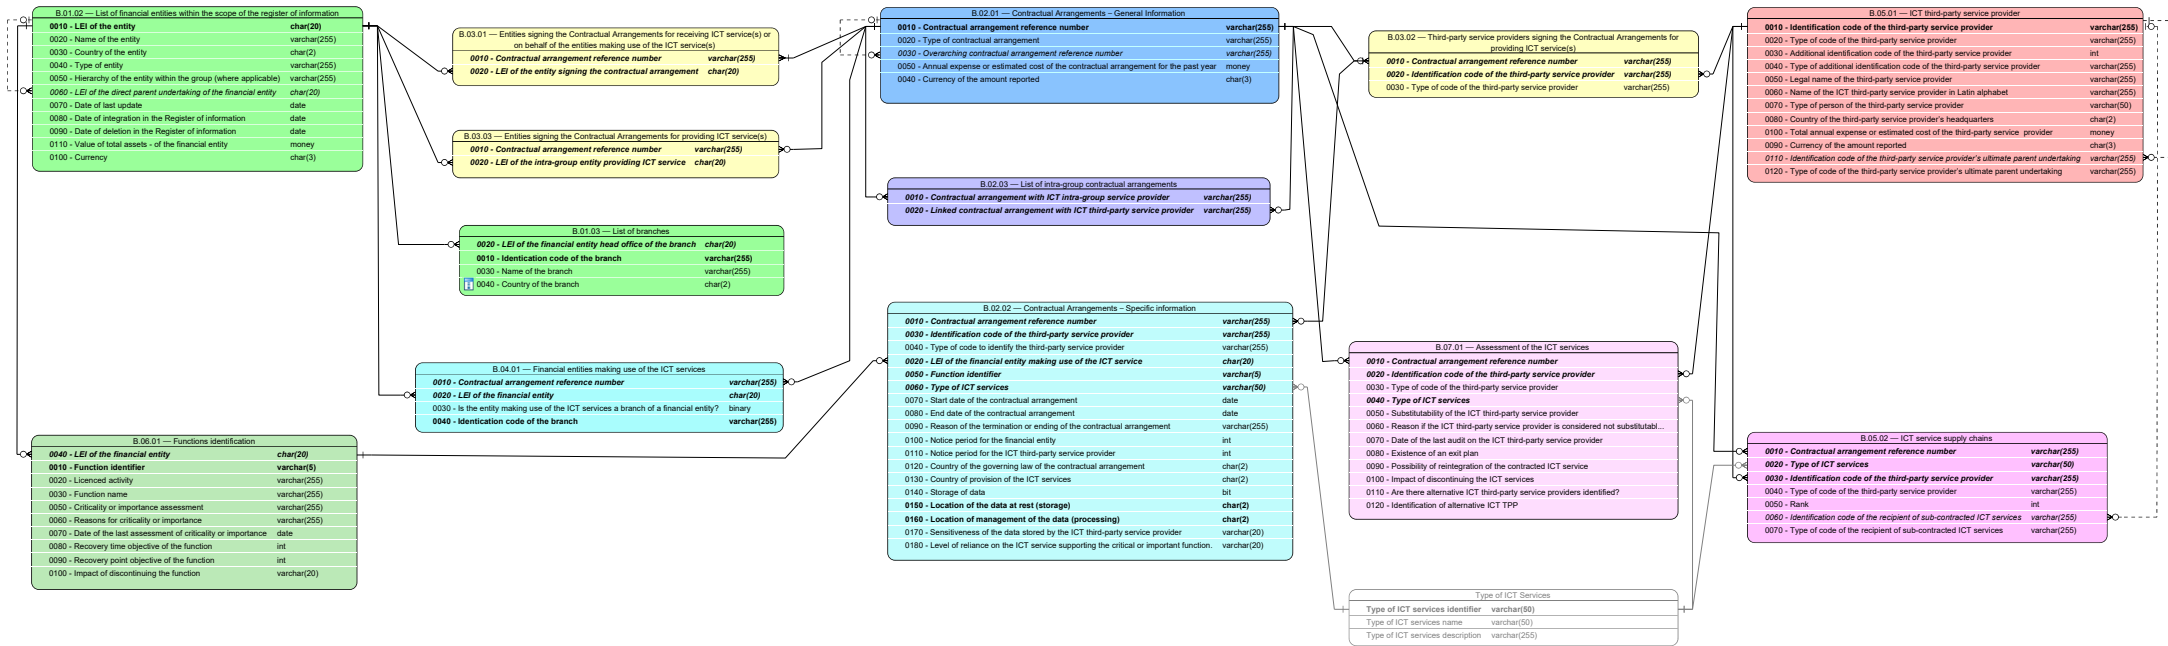 B.01.02 — List of financial entities within the scope of the register of information
0010 - LEI of the entity char(20)
0020 - Name of the entity varchar(255)
0030 - Country of the entity char(2)
0040 - Type of entity varchar(255)
0050 - Hierarchy of the entity within the group (where applicable) varchar(255)
0060 - LEI of the direct parent undertaking of the financial entity char(20)
0070 - Date of last update date
0080 - Date of integration in the Register of information date
0090 - Date of deletion in the Register of information date
0110 - Value of total assets - of the financial entity money
0100 - Currency char(3)
B.03.01 — Entities signing the Contractual Arrangements for receiving ICT service(s) or
on behalf of the entities making use of the ICT service(s)
0010 - Contractual arrangement reference number varchar(255)
0020 - LEI of the entity signing the contractual arrangement char(20)
B.03.03 — Entities signing the Contractual Arrangements for providing ICT service(s)
0010 - Contractual arrangement reference number varchar(255)
0020 - LEI of the intra-group entity providing ICT service char(20)
B.01.03 — List of branches
0020 - LEI of the financial entity head office of the branch char(20)
0010 - Identication code of the branch varchar(255)
0030 - Name of the branch varchar(255)
0040 - Country of the branch char(2)
B.04.01 — Financial entities making use of the ICT services
0010 - Contractual arrangement reference number varchar(255)
0020 - LEI of the financial entity char(20)
0030 - Is the entity making use of the ICT services a branch of a financial entity? binary
0040 - Identication code of the branch varchar(255)
B.06.01 — Functions identification
0040 - LEI of the financial entity char(20)
0010 - Function identifier varchar(5)
0020 - Licenced activity varchar(255)
0030 - Function name varchar(255)
0050 - Criticality or importance assessment varchar(255)
0060 - Reasons for criticality or importance varchar(255)
0070 - Date of the last assessment of criticality or importance date
0080 - Recovery time objective of the function int
0090 - Recovery point objective of the function int
0100 - Impact of discontinuing the function varchar(20)
B.02.01 — Contractual Arrangements – General Information
0010 - Contractual arrangement reference number varchar(255)
0020 - Type of contractual arrangement varchar(255)
0030 - Overarching contractual arrangement reference number varchar(255)
0050 - Annual expense or estimated cost of the contractual arrangement for the past year money
0040 - Currency of the amount reported char(3)
B.02.03 — List of intra-group contractual arrangements
0010 - Contractual arrangement with ICT intra-group service provider varchar(255)
0020 - Linked contractual arrangement with ICT third-party service provider varchar(255)
B.02.02 — Contractual Arrangements – Specific information
0010 - Contractual arrangement reference number varchar(255)
0030 - Identification code of the third-party service provider varchar(255)
0040 - Type of code to identify the third-party service provider varchar(255)
0020 - LEI of the financial entity making use of the ICT service char(20)
0050 - Function identifier varchar(5)
0060 - Type of ICT services varchar(50)
0070 - Start date of the contractual arrangement date
0080 - End date of the contractual arrangement date
0090 - Reason of the termination or ending of the contractual arrangement varchar(255)
0100 - Notice period for the financial entity int
0110 - Notice period for the ICT third-party service provider int
0120 - Country of the governing law of the contractual arrangement char(2)
0130 - Country of provision of the ICT services char(2)
0140 - Storage of data bit
0150 - Location of the data at rest (storage) char(2)
0160 - Location of management of the data (processing) char(2)
0170 - Sensitiveness of the data stored by the ICT third-party service provider varchar(20)
0180 - Level of reliance on the ICT service supporting the critical or important function. varchar(20)
B.03.02 — Third-party service providers signing the Contractual Arrangements for
providing ICT service(s)
0010 - Contractual arrangement reference number varchar(255)
0020 - Identification code of the third-party service provider varchar(255)
0030 - Type of code of the third-party service provider varchar(255)
B.07.01 — Assessment of the ICT services
0010 - Contractual arrangement reference number
0020 - Identification code of the third-party service provider
0030 - Type of code of the third-party service provider
0040 - Type of ICT services
0050 - Substitutability of the ICT third-party service provider
0060 - Reason if the ICT third-party service provider is considered not substitutabl...
0070 - Date of the last audit on the ICT third-party service provider
0080 - Existence of an exit plan
0090 - Possibility of reintegration of the contracted ICT service
0100 - Impact of discontinuing the ICT services
0110 - Are there alternative ICT third-party service providers identified?
0120 - Identification of alternative ICT TPP
Type of ICT Services
Type of ICT services identifier varchar(50)
Type of ICT services name varchar(50)
Type of ICT services description varchar(255)
B.05.01 — ICT third-party service provider
0010 - Identification code of the third-party service provider varchar(255)
0020 - Type of code of the third-party service provider varchar(255)
0030 - Additional identification code of the third-party service provider int
0040 - Type of additional identification code of the third-party service provider varchar(255)
0050 - Legal name of the third-party service provider varchar(255)
0060 - Name of the ICT third-party service provider in Latin alphabet varchar(255)
0070 - Type of person of the third-party service provider varchar(50)
0080 - Country of the third-party service provider's headquarters char(2)
0100 - Total annual expense or estimated cost of the third-party service provider money
0090 - Currency of the amount reported char(3)
0110 - Identification code of the third-party service provider's ultimate parent undertaking varchar(255)
0120 - Type of code of the third-party service provider's ultimate parent undertaking varchar(255)
B.05.02 — ICT service supply chains
0010 - Contractual arrangement reference number varchar(255)
0020 - Type of ICT services varchar(50)
0030 - Identification code of the third-party service provider varchar(255)
0040 - Type of code of the third-party service provider varchar(255)
0050 - Rank int
0060 - Identification code of the recipient of sub-contracted ICT services varchar(255)
0070 - Type of code of the recipient of sub-contracted ICT services varchar(255)